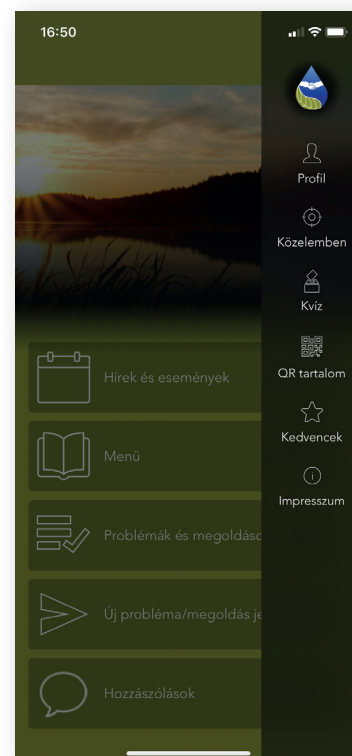 16:50
Profil
Közelemben
Kvíz
QR tartalom
Kedvencek
Impresszum
Hírek és események
Menü
Problémák és megoldáso
Új probléma/megoldás je
Hozzászólások